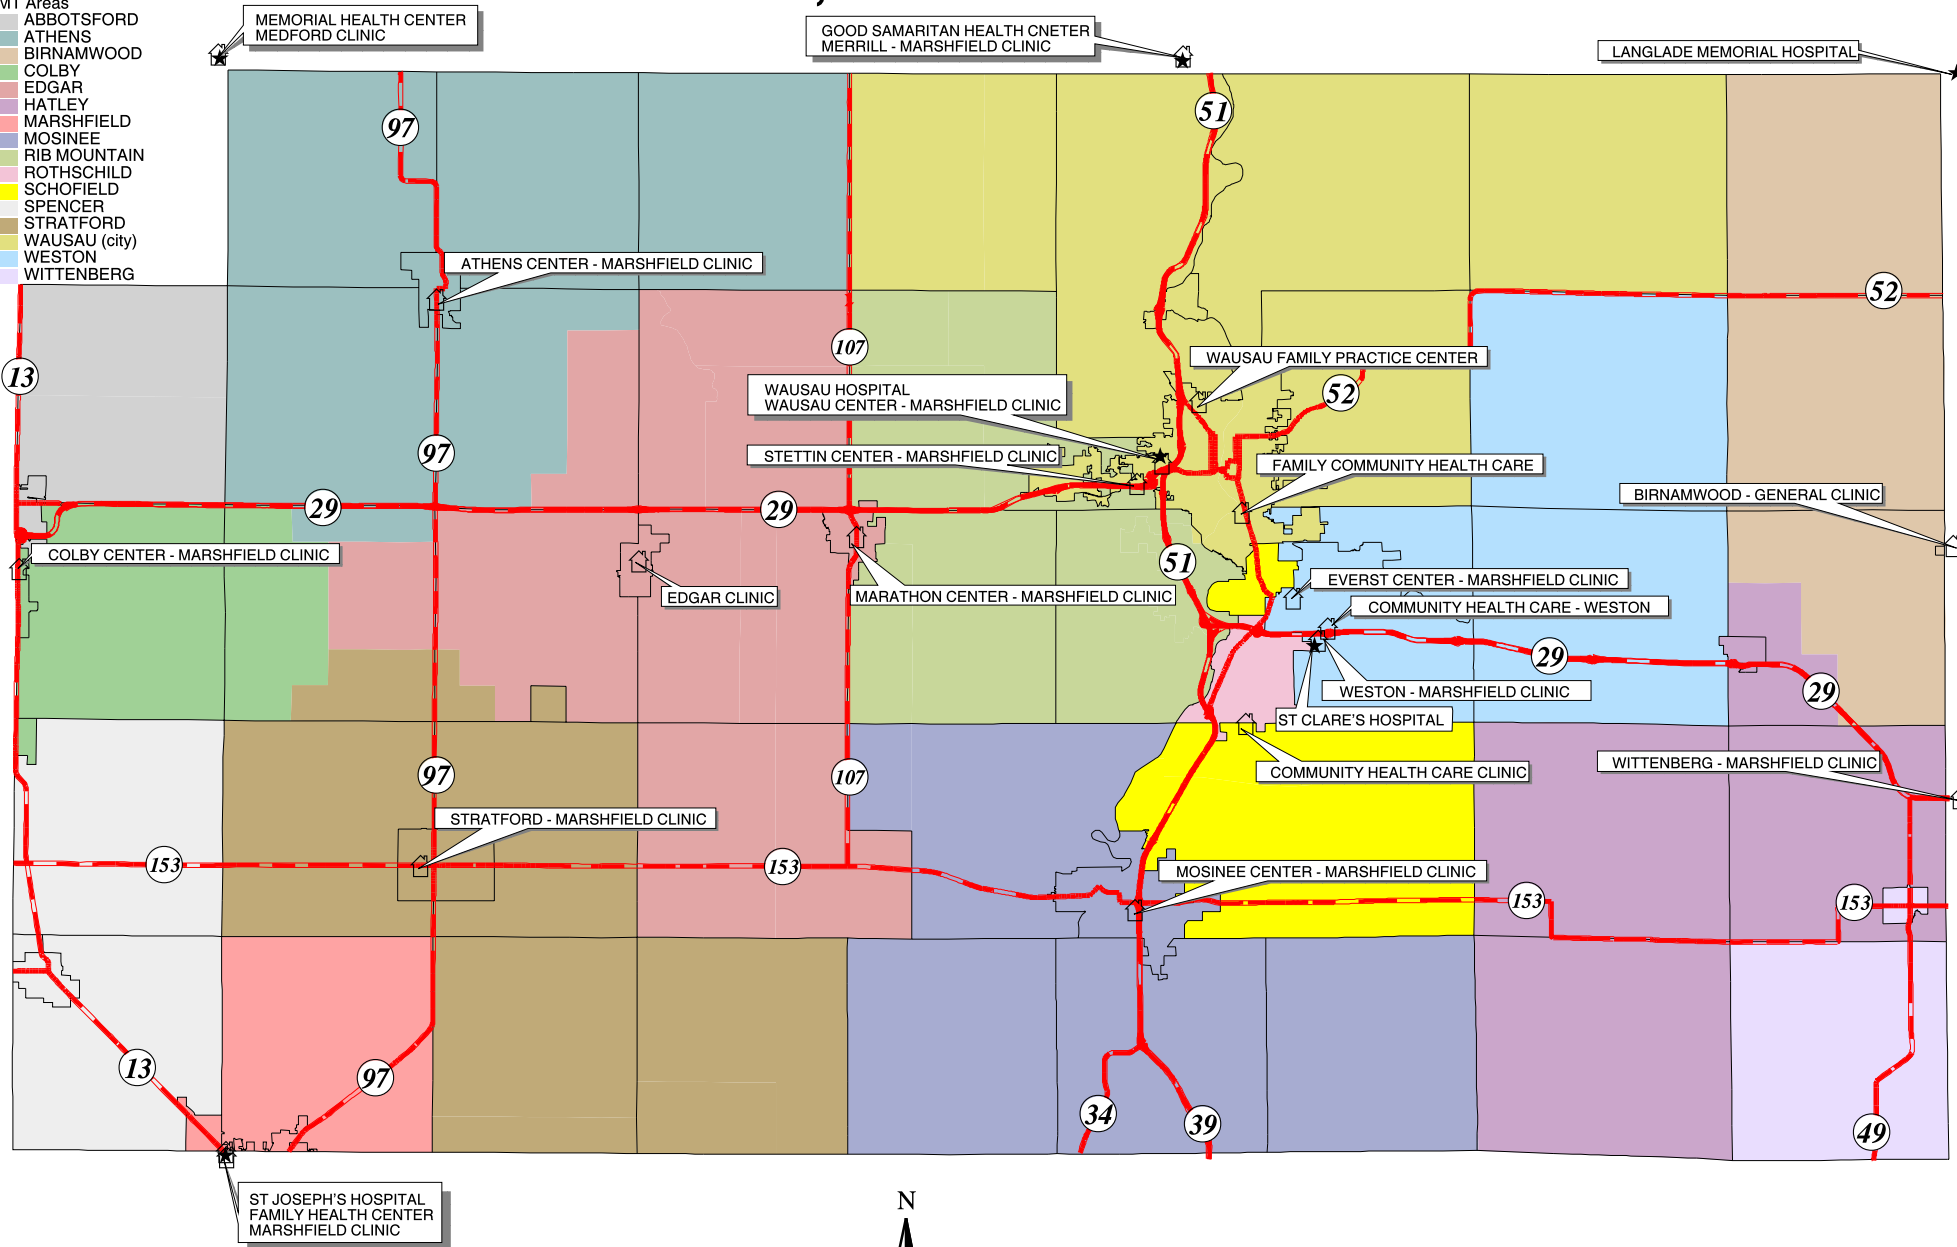 MT Areas
ABBOTSFORD
ATHENS
BIRNAMWOOD
COLBY
EDGAR
HATLEY
MARSHFIELD
MOSINEE
RIB MOUNTAIN
ROTHSCHILD
SCHOFIELD
SPENCER
STRATFORD
WAUSAU (city)
WESTON
WITTENBERG
MEMORIAL HEALTH CENTER
MEDFORD CLINIC
GOOD SAMARITAN HEALTH CNETER
MERRILL - MARSHFIELD CLINIC
LANGLADE MEMORIAL HOSPITAL
97
51
ATHENS CENTER - MARSHFIELD CLINIC
52
107
13
WAUSAU FAMILY PRACTICE CENTER
WAUSAU HOSPITAL
WAUSAU CENTER - MARSHFIELD CLINIC
52
97
STETTIN CENTER - MARSHFIELD CLINIC
FAMILY COMMUNITY HEALTH CARE
BIRNAMWOOD - GENERAL CLINIC
29
29
COLBY CENTER - MARSHFIELD CLINIC
51
EVERST CENTER - MARSHFIELD CLINIC
EDGAR CLINIC
MARATHON CENTER - MARSHFIELD CLINIC
COMMUNITY HEALTH CARE - WESTON
29
WESTON - MARSHFIELD CLINIC
29
ST CLARE'S HOSPITAL
WITTENBERG - MARSHFIELD CLINIC
97
107
COMMUNITY HEALTH CARE CLINIC
STRATFORD - MARSHFIELD CLINIC
153
153
MOSINEE CENTER - MARSHFIELD CLINIC
153
153
13
97
34
39
49
ST JOSEPH'S HOSPITAL
FAMILY HEALTH CENTER
MARSHFIELD CLINIC
N